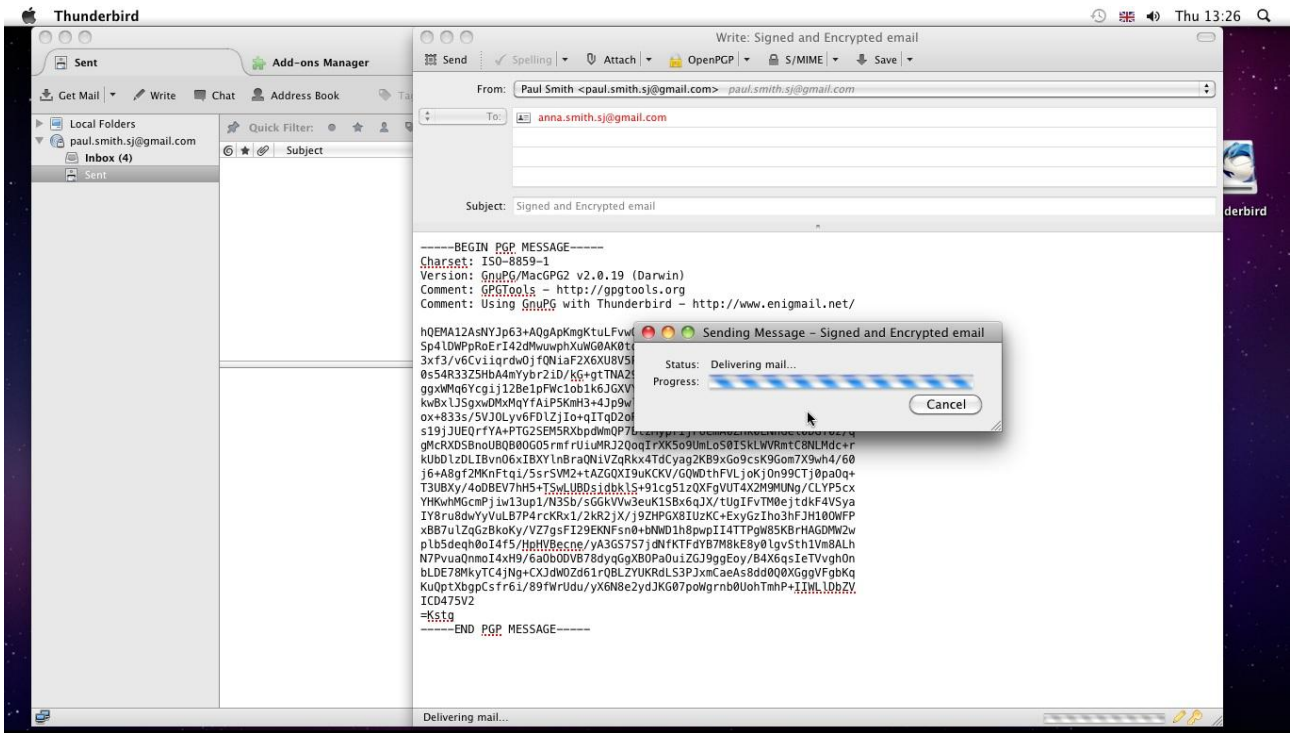 Thunderbird
Thu 13:26
Sent
Add-ons Manager
Get Mail
Write
Chat
Address Book
Local Folders
paul.smith.sj@gmail.com
Inbox (4)
Sent
Quick Filter:
Subject
Write: Signed and Encrypted email
Send
Spelling
Attach
OpenPGP
S/MIME
Save
From: Paul Smith <paul.smith.sj@gmail.com> paul.smith.sj@gmail.com
To: anna.smith.sj@gmail.com
Subject: Signed and Encrypted email
derbird
-----BEGIN PGP MESSAGE-----
Charset: ISO-8859-1
Version: GnuPG/MacGPG2 v2.0.19 (Darwin)
Comment: GPGTools - http://gpgtools.org
Comment: Using GnuPG with Thunderbird - http://www.enigmail.net/
Sending Message - Signed and Encrypted email
Status: Delivering mail...
Progress:
Cancel
gMcRXDSBnoUBQB0OGO5rmfrUiuMRJ2QoqIrXK5o9UmLoS0ISkLWVRmtC8NLMdc+r
kUbDlzDLIBvnO6xIBXYlnBraQNiVZqRkx4TdCyag2KB9xGo9csK9Gom7X9wh4/60
j6+A8gf2MKnFtqi/5srSVM2+tAZGQXI9uKCKV/GQWDthFVLjoKjOn99CTj0paOq+
T3UBXy/4oDBEV7hH5+TSwLUBDsjdbklS+91cg51zQXFgVUT4X2M9MUNg/CLYP5cx
YHKwhMGcmPjiw13up1/N3Sb/sGGkVVw3euK1SBx6qJX/tUgIFvTM0ejtdkF4VSya
IY8ru8dwYyVuLB7P4rcKRx1/2kR2jX/j9ZHPGX8IUzKC+ExyGzIho3hFJH10OWFP
xBB7ulZqGzBkoKy/VZ7gsFI29EKNFsn0+bNWD1h8pwpII4TTPgW85KBrHAGDMW2w
plb5deqh0oI4f5/HpHVBecne/yA3GS7S7jdNfKTFdYB7M8kE8y0lgvSth1Vm8ALh
N7PvuaQnmoI4xH9/6aObODVB78dyqGgXBOPaOuiZGJ9ggEoy/B4X6qsIeTVvghOn
bLDE78MkyTC4jNg+CXJdWOZd61rQBLZYUKRdLS3PJxmCaeAs8dd0Q0XGggVFgbKq
KuQptXbgpCsfr6i/89fWrUdu/yX6N8e2ydJKG07poWgrnb0UohTmhP+IIWLlDbZV
ICD475V2
=Kstg
-----END PGP MESSAGE-----
Delivering mail...